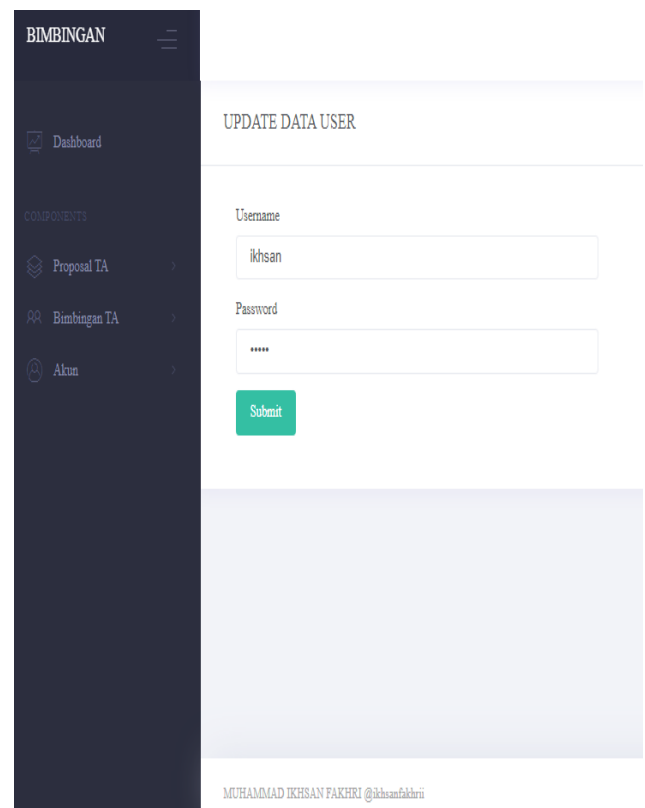 BIMBINGAN
Dashboard
COMPONENTS
Proposal TA
Bimbingan TA
Akun
UPDATE DATA USER
Username
ikhsan
Password
•••••
Submit
MUHAMMAD IKHSAN FAKHRI @ikhsanfakhrii